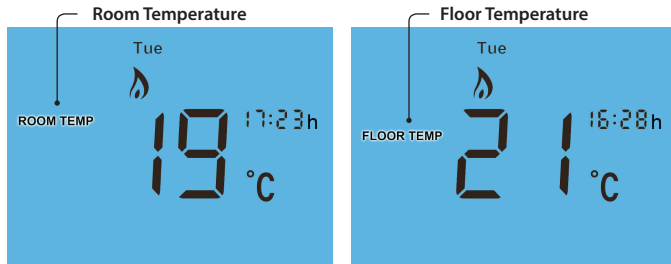 Room Temperature
Tue
ROOM TEMP
19
17:23h
°C
Floor Temperature
Tue
FLOOR TEMP
21
16:28h
°C